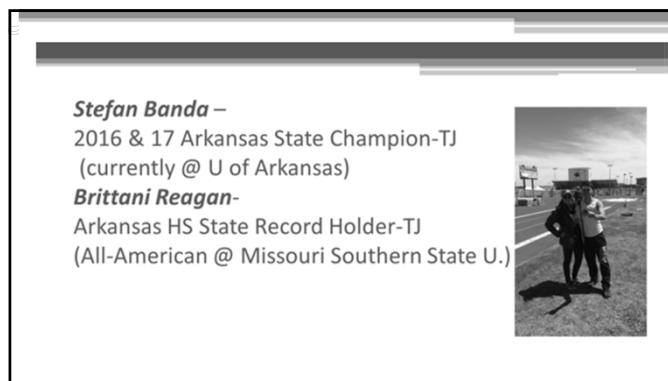 Stefan Banda –
2016 & 17 Arkansas State Champion-TJ
(currently @ U of Arkansas)
Brittani Reagan-
Arkansas HS State Record Holder-TJ
(All-American @ Missouri Southern State U.)